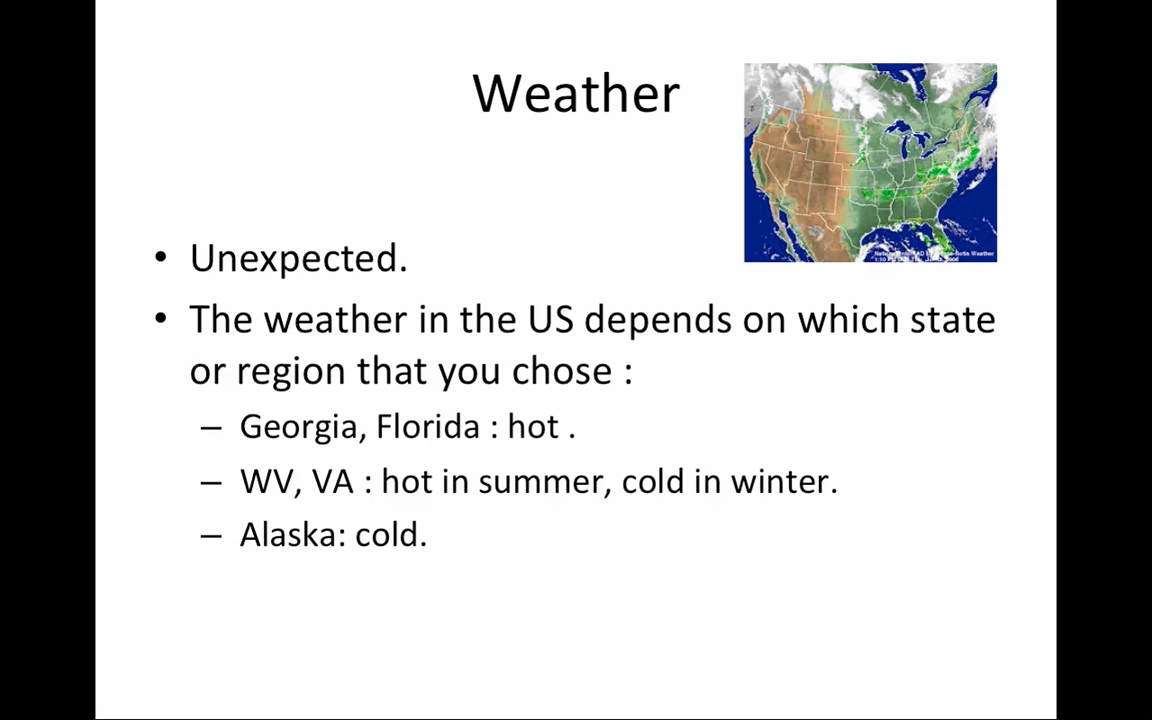 Weather
• Unexpected.
• The weather in the US depends on which state
or region that you chose :
– Georgia, Florida : hot .
– WV, VA : hot in summer, cold in winter.
– Alaska: cold.